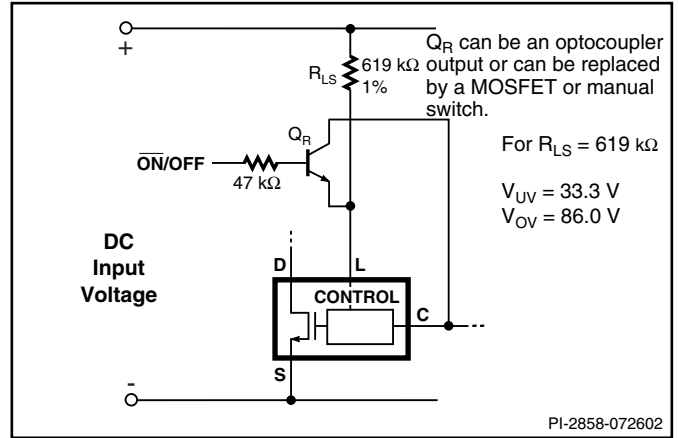 +
Q_R can be an optocoupler
output or can be replaced
by a MOSFET or manual
switch.
R_LS
619 kΩ
1%
For R_LS = 619 kΩ
Q_R
O̅N̅/OFF
47 kΩ
V_UV = 33.3 V
V_OV = 86.0 V
DC
Input
Voltage
D
L
CONTROL
C
S
-
PI-2858-072602